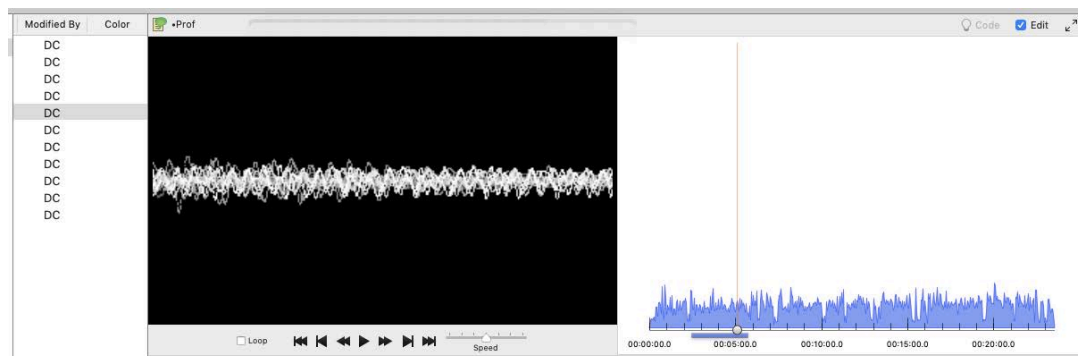 Modified By Color •Prof Code Edit
DC
DC
DC
DC
DC
DC
DC
DC
DC
DC
DC
Loop Speed
00:00:00.0 00:05:00.0 00:10:00.0 00:15:00.0 00:20:00.0